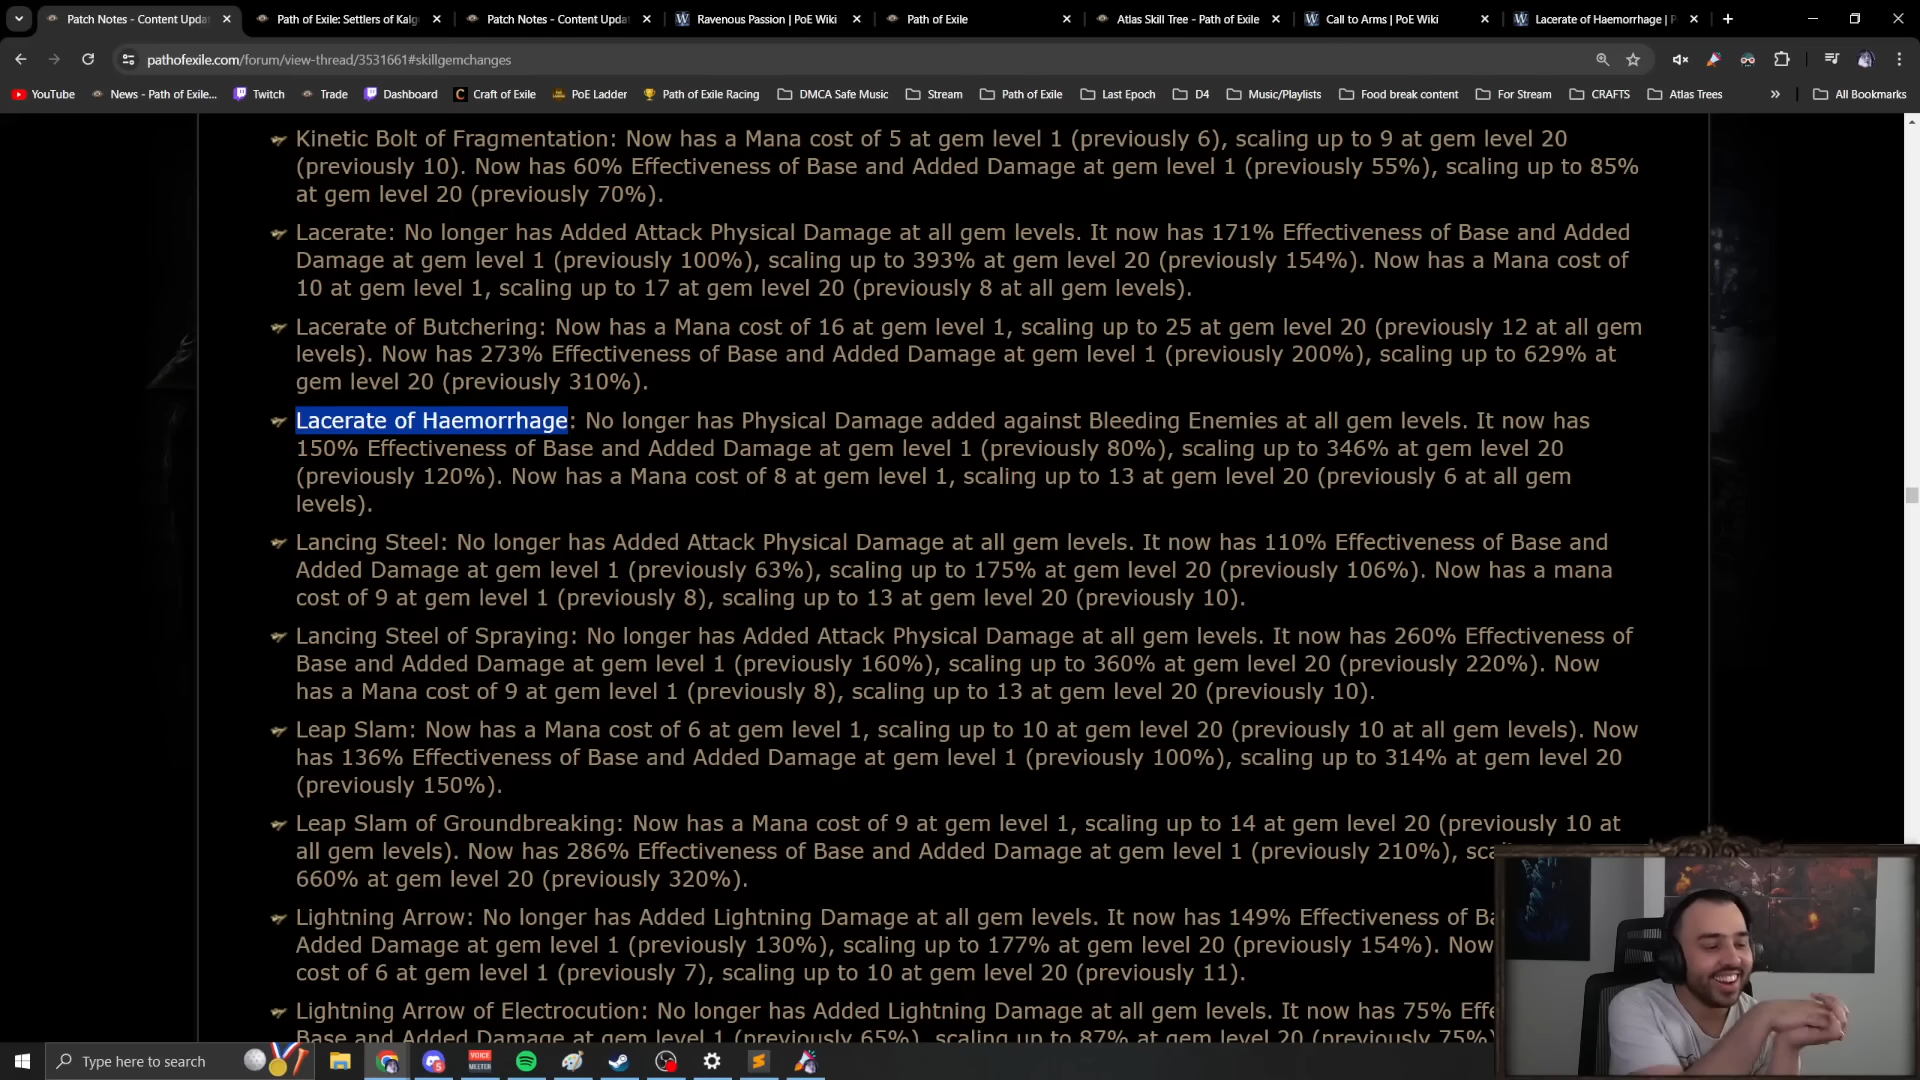 Patch Notes - Content Upda
Path of Exile: Settlers of Kalg
Patch Notes - Content Upda
Ravenous Passion | PoE Wiki
Path of Exile
Atlas Skill Tree - Path of Exile
Call to Arms | PoE Wiki
Lacerate of Haemorrhage | P
pathofexile.com/forum/view-thread/3531661#skillgemchanges
YouTube
News - Path of Exile...
Twitch
Trade
Dashboard
Craft of Exile
PoE Ladder
Path of Exile Racing
DMCA Safe Music
Stream
Path of Exile
Last Epoch
D4
Music/Playlists
Food break content
For Stream
CRAFTS
Atlas Trees
All Bookmarks
Kinetic Bolt of Fragmentation: Now has a Mana cost of 5 at gem level 1 (previously 6), scaling up to 9 at gem level 20
(previously 10). Now has 60% Effectiveness of Base and Added Damage at gem level 1 (previously 55%), scaling up to 85%
at gem level 20 (previously 70%).
Lacerate: No longer has Added Attack Physical Damage at all gem levels. It now has 171% Effectiveness of Base and Added
Damage at gem level 1 (previously 100%), scaling up to 393% at gem level 20 (previously 154%). Now has a Mana cost of
10 at gem level 1, scaling up to 17 at gem level 20 (previously 8 at all gem levels).
Lacerate of Butchering: Now has a Mana cost of 16 at gem level 1, scaling up to 25 at gem level 20 (previously 12 at all gem
levels). Now has 273% Effectiveness of Base and Added Damage at gem level 1 (previously 200%), scaling up to 629% at
gem level 20 (previously 310%).
Lacerate of Haemorrhage: No longer has Physical Damage added against Bleeding Enemies at all gem levels. It now has
150% Effectiveness of Base and Added Damage at gem level 1 (previously 80%), scaling up to 346% at gem level 20
(previously 120%). Now has a Mana cost of 8 at gem level 1, scaling up to 13 at gem level 20 (previously 6 at all gem
levels).
Lancing Steel: No longer has Added Attack Physical Damage at all gem levels. It now has 110% Effectiveness of Base and
Added Damage at gem level 1 (previously 63%), scaling up to 175% at gem level 20 (previously 106%). Now has a mana
cost of 9 at gem level 1 (previously 8), scaling up to 13 at gem level 20 (previously 10).
Lancing Steel of Spraying: No longer has Added Attack Physical Damage at all gem levels. It now has 260% Effectiveness of
Base and Added Damage at gem level 1 (previously 160%), scaling up to 360% at gem level 20 (previously 220%). Now
has a Mana cost of 9 at gem level 1 (previously 8), scaling up to 13 at gem level 20 (previously 10).
Leap Slam: Now has a Mana cost of 6 at gem level 1, scaling up to 10 at gem level 20 (previously 10 at all gem levels). Now
has 136% Effectiveness of Base and Added Damage at gem level 1 (previously 100%), scaling up to 314% at gem level 20
(previously 150%).
Leap Slam of Groundbreaking: Now has a Mana cost of 9 at gem level 1, scaling up to 14 at gem level 20 (previously 10 at
all gem levels). Now has 286% Effectiveness of Base and Added Damage at gem level 1 (previously 210%), sca
660% at gem level 20 (previously 320%).
Lightning Arrow: No longer has Added Lightning Damage at all gem levels. It now has 149% Effectiveness of Ba
Added Damage at gem level 1 (previously 130%), scaling up to 177% at gem level 20 (previously 154%). Now
cost of 6 at gem level 1 (previously 7), scaling up to 10 at gem level 20 (previously 11).
Lightning Arrow of Electrocution: No longer has Added Lightning Damage at all gem levels. It now has 75% Effe
Base and Added Damage at gem level 1 (previously 65%), scaling up to 87% at gem level 20 (previously 75%)
Type here to search
VOICE
MEETER